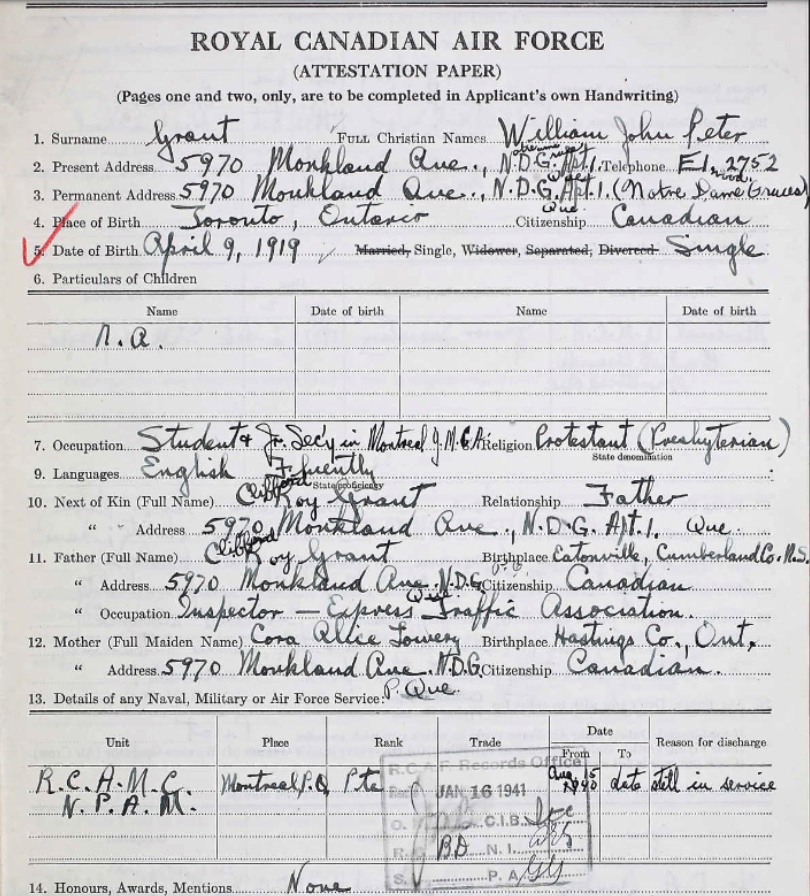 ROYAL CANADIAN AIR FORCE
(ATTESTATION PAPER)
(Pages one and two, only, are to be completed in Applicant's own Handwriting)
1. Surname Grant FULL Christian Names William John Peter
2. Present Address 5970 Monkland Ave., N.D.G. Apt. 1. Telephone El. 2752
3. Permanent Address 5970 Monkland Ave., N.D.G. Apt. 1. (Notre Dame Graces)
Que.
4. Place of Birth Toronto, Ontario Citizenship Canadian
5. Date of Birth April 9, 1919 Married, Single, Widower, Separated, Divorced. Single
6. Particulars of Children
Name Date of birth Name Date of birth
N.A.
7. Occupation Student & Jr. Sec'y in Montreal Y.M.C.A. Religion Protestant (Presbyterian)
State denomination
9. Languages English Fluently
State proficiency
Clifford
10. Next of Kin (Full Name) Roy Grant Relationship Father
" Address 5970 Monkland Ave., N.D.G. Apt. 1. Que.
Clifford
11. Father (Full Name) Roy Grant Birthplace Eatonville, Cumberland Co. N.S.
" Address 5970 Monkland Ave. N.D.G. Citizenship Canadian
Que.
" Occupation Inspector — Express Traffic Association.
12. Mother (Full Maiden Name) Cora Alice Lowery Birthplace Hastings Co., Ont.
" Address 5970 Monkland Ave. N.D.G. Citizenship Canadian.
P. Que.
13. Details of any Naval, Military or Air Force Service:
Unit Place Rank Trade Date Reason for discharge
From To
R.C.A.F. Records Office
R.C.A.M.C. Montreal, P.Q. Pte Aug 1940 date still in service
N.P.A.M. JAN 16 1941
C.I.B.
B.D. N. I.
S. P. A.
14. Honours, Awards, Mentions None